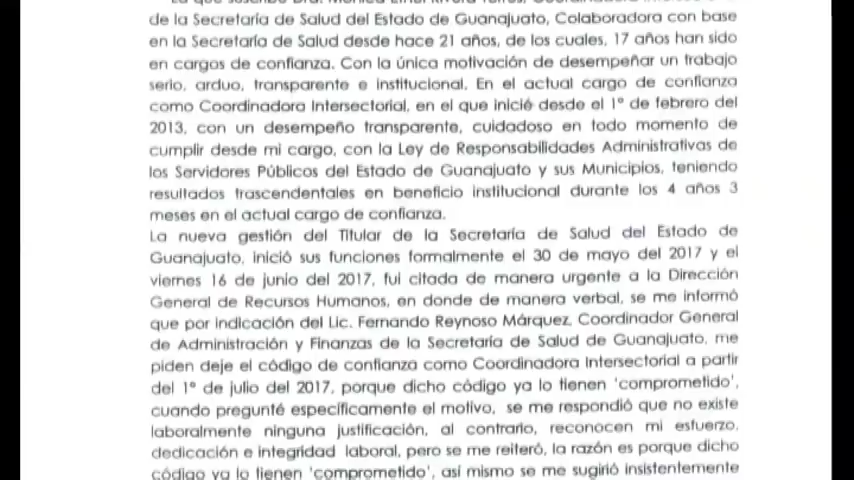 de la Secretaría de Salud del Estado de Guanajuato, Colaboradora con base
en la Secretaría de Salud desde hace 21 años, de los cuales, 17 años han sido
en cargos de confianza. Con la única motivación de desempeñar un trabajo
serio, arduo, transparente e institucional. En el actual cargo de confianza
como Coordinadora Intersectorial, en el que inicié desde el 1° de febrero del
2013, con un desempeño transparente, cuidadoso en todo momento de
cumplir desde mi cargo, con la Ley de Responsabilidades Administrativas de
los Servidores Públicos del Estado de Guanajuato y sus Municipios, teniendo
resultados trascendentales en beneficio institucional durante los 4 años 3
meses en el actual cargo de confianza.
La nueva gestión del Titular de la Secretaría de Salud del Estado de
Guanajuato, inició sus funciones formalmente el 30 de mayo del 2017 y el
viernes 16 de junio del 2017, fui citada de manera urgente a la Dirección
General de Recursos Humanos, en donde de manera verbal, se me informó
que por indicación del Lic. Fernando Reynoso Márquez, Coordinador General
de Administración y Finanzas de la Secretaría de Salud de Guanajuato, me
piden deje el código de confianza como Coordinadora Intersectorial a partir
del 1° de julio del 2017, porque dicho código ya lo tienen 'comprometido',
cuando pregunté específicamente el motivo, se me respondió que no existe
laboralmente ninguna justificación, al contrario, reconocen mi esfuerzo,
dedicación e integridad laboral, pero se me reiteró, la razón es porque dicho
código ya lo tienen 'comprometido', así mismo se me sugirió insistentemente